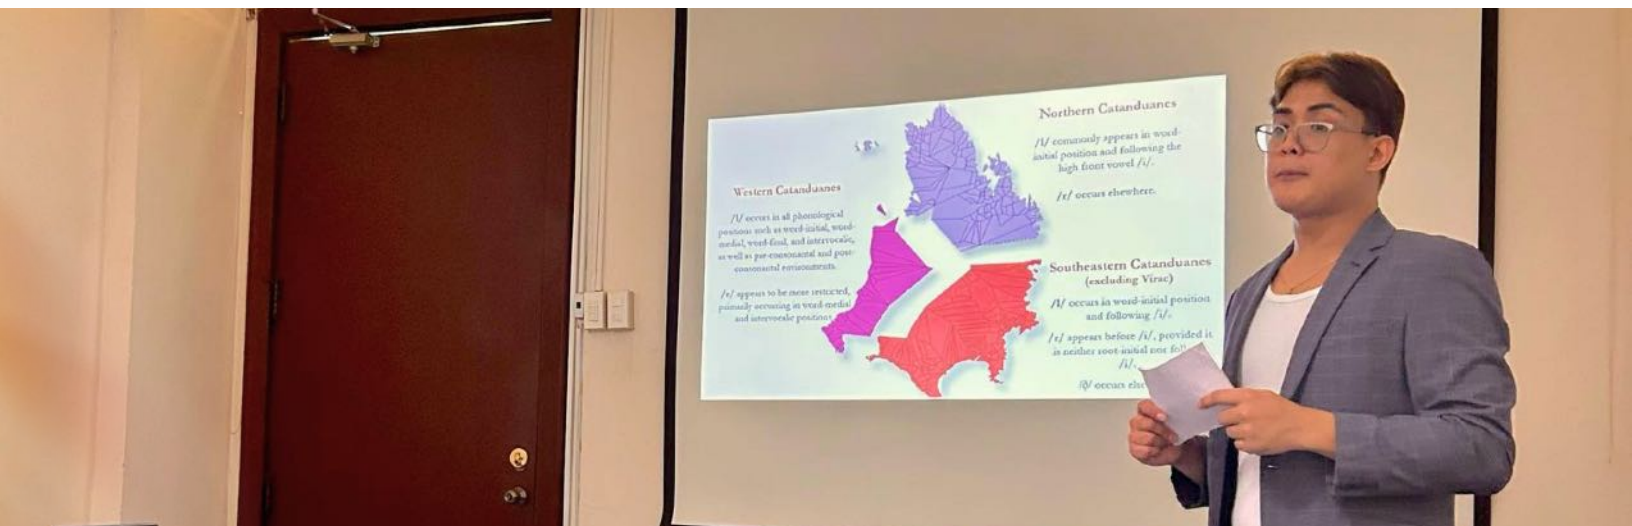 Northern Catanduanes
/l/ commonly appears in word-
initial position and following the
high front vowel /i/.
/ɾ/ occurs elsewhere.
Western Catanduanes
/l/ occurs in all phonological
positions such as word-initial, word-
medial, word-final, and intervocalic,
as well as pre-consonantal and post-
consonantal environments.
/ɾ/ appears to be more restricted,
primarily occurring in word-medial
and intervocalic positions.
Southeastern Catanduanes
(excluding Virac)
/l/ occurs in word-initial position
and following /i/.
/ɾ/ appears before /i/, provided it
is neither root-initial nor
/i/.
occurs